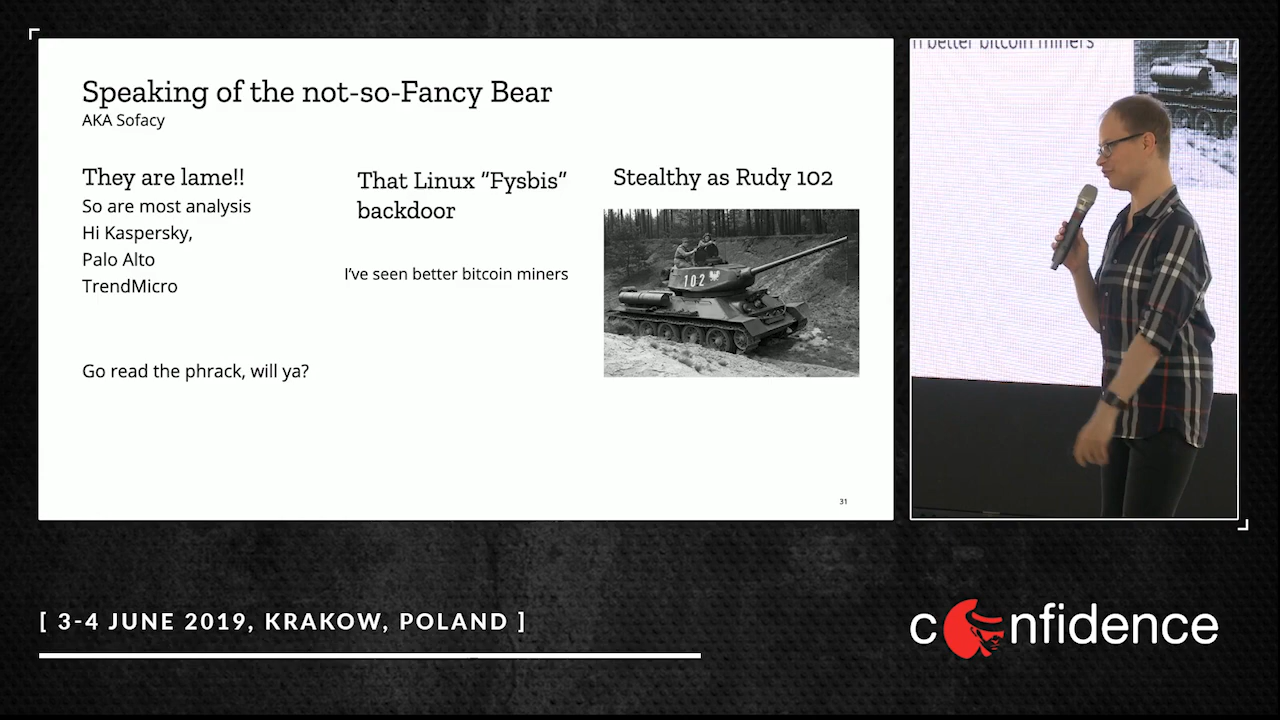 Speaking of the not-so-Fancy Bear
AKA Sofacy
They are lame!!
So are most analysis
Hi Kaspersky,
Palo Alto
TrendMicro
Go read the phrack, will ya?
That Linux “Fysbis”
backdoor
I’ve seen better bitcoin miners
Stealthy as Rudy 102
102
31
n better bitcoin miners
[ 3-4 JUNE 2019, KRAKOW, POLAND ]
confidence